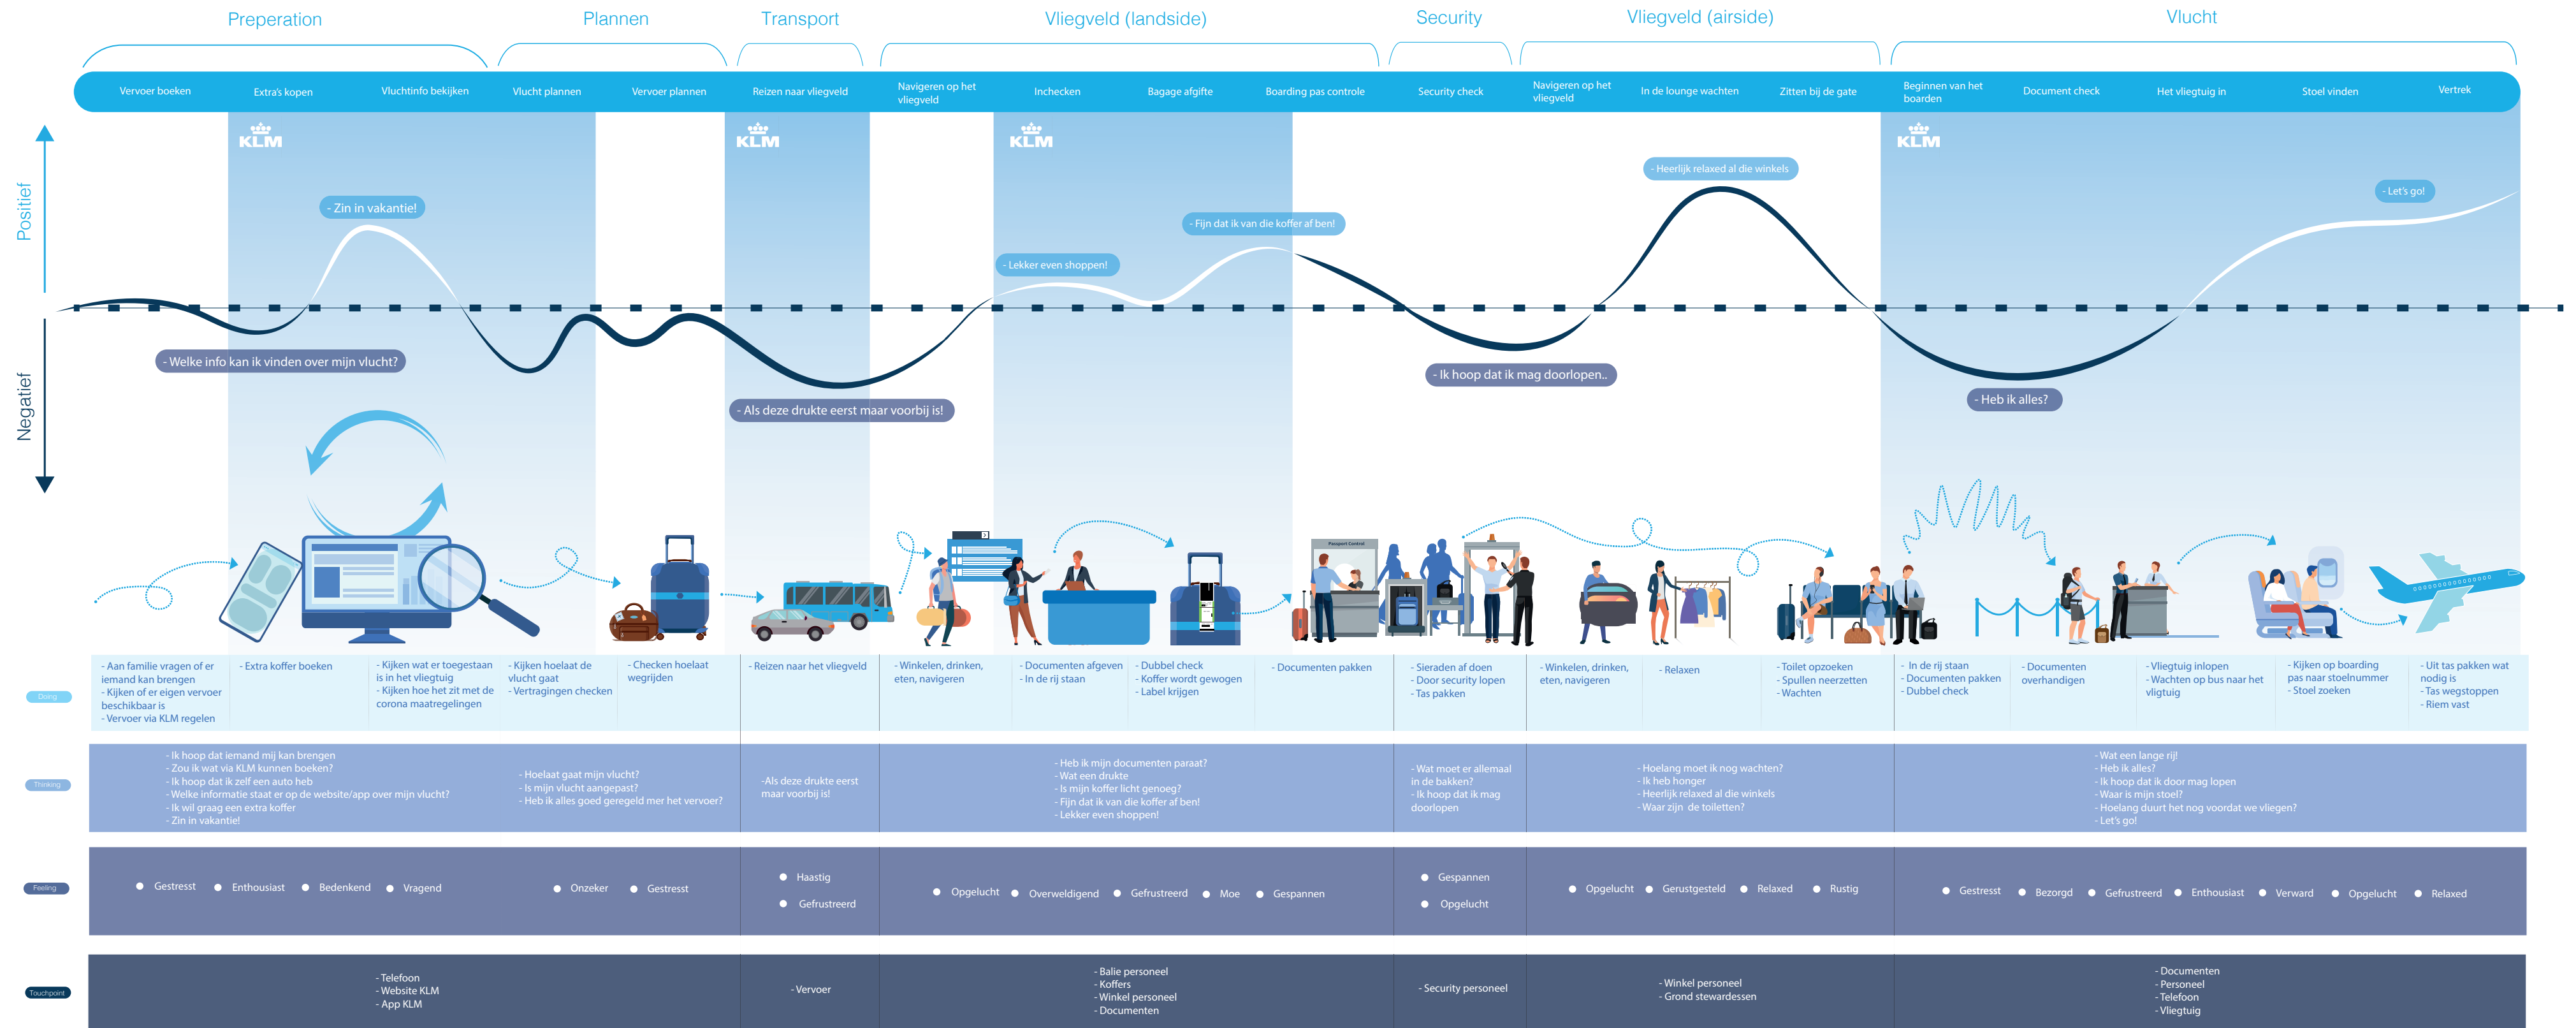 Preperation
Plannen
Transport
Vliegveld (landside)
Security
Vliegveld (airside)
Vlucht
Vervoer boeken
Extra's kopen
Vluchtinfo bekijken
Vlucht plannen
Vervoer plannen
Reizen naar vliegveld
Navigeren op het
vliegveld
Inchecken
Bagage afgifte
Boarding pas controle
Security check
Navigeren op het
vliegveld
In de lounge wachten
Zitten bij de gate
Beginnen van het
boarden
Document check
Het vliegtuig in
Stoel vinden
Vertrek
KLM
KLM
KLM
KLM
Positief
Negatief
- Zin in vakantie!
- Heerlijk relaxed al die winkels
- Let's go!
- Fijn dat ik van die koffer af ben!
- Lekker even shoppen!
- Welke info kan ik vinden over mijn vlucht?
- Als deze drukte eerst maar voorbij is!
- Ik hoop dat ik mag doorlopen..
- Heb ik alles?
Passport Control
Doing
- Aan familie vragen of er
iemand kan brengen
- Kijken of er eigen vervoer
beschikbaar is
- Vervoer via KLM regelen
- Extra koffer boeken
- Kijken wat er toegestaan
is in het vliegtuig
- Kijken hoe het zit met de
corona maatregelingen
- Kijken hoelaat de
vlucht gaat
- Vertragingen checken
- Checken hoelaat
wegrijden
- Reizen naar het vliegveld
- Winkelen, drinken,
eten, navigeren
- Documenten afgeven
- In de rij staan
- Dubbel check
- Koffer wordt gewogen
- Label krijgen
- Documenten pakken
- Sieraden af doen
- Door security lopen
- Tas pakken
- Winkelen, drinken,
eten, navigeren
- Relaxen
- Toilet opzoeken
- Spullen neerzetten
- Wachten
- In de rij staan
- Documenten pakken
- Dubbel check
- Documenten
overhandigen
- Vliegtuig inlopen
- Wachten op bus naar het
vligtuig
- Kijken op boarding
pas naar stoelnummer
- Stoel zoeken
- Uit tas pakken wat
nodig is
- Tas wegstoppen
- Riem vast
Thinking
- Ik hoop dat iemand mij kan brengen
- Zou ik wat via KLM kunnen boeken?
- Ik hoop dat ik zelf een auto heb
- Welke informatie staat er op de website/app over mijn vlucht?
- Ik wil graag een extra koffer
- Zin in vakantie!
- Hoelaat gaat mijn vlucht?
- Is mijn vlucht aangepast?
- Heb ik alles goed geregeld mer het vervoer?
-Als deze drukte eerst
maar voorbij is!
- Heb ik mijn documenten paraat?
- Wat een drukte
- Is mijn koffer licht genoeg?
- Fijn dat ik van die koffer af ben!
- Lekker even shoppen!
- Wat moet er allemaal
in de bakken?
- Ik hoop dat ik mag
doorlopen
- Hoelang moet ik nog wachten?
- Ik heb honger
- Heerlijk relaxed al die winkels
- Waar zijn de toiletten?
- Wat een lange rij!
- Heb ik alles?
- Ik hoop dat ik door mag lopen
- Waar is mijn stoel?
- Hoelang duurt het nog voordat we vliegen?
- Let's go!
Feeling
Gestresst
Enthousiast
Bedenkend
Vragend
Onzeker
Gestresst
Haastig
Gefrustreerd
Opgelucht
Overweldigend
Gefrustreerd
Moe
Gespannen
Gespannen
Opgelucht
Opgelucht
Gerustgesteld
Relaxed
Rustig
Gestresst
Bezorgd
Gefrustreerd
Enthousiast
Verward
Opgelucht
Relaxed
Touchpoint
- Telefoon
- Website KLM
- App KLM
- Vervoer
- Balie personeel
- Koffers
- Winkel personeel
- Documenten
- Security personeel
- Winkel personeel
- Grond stewardessen
- Documenten
- Personeel
- Telefoon
- Vliegtuig